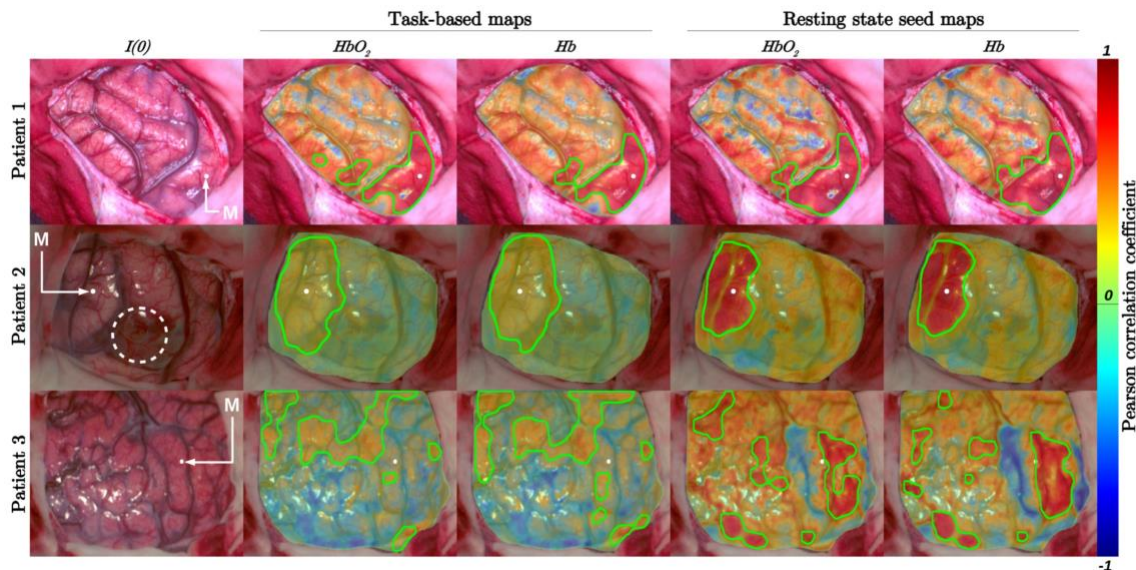 Task-based maps
Resting state seed maps
I(0)
HbO₂
Hb
HbO₂
Hb
1
Patient 1
M
Patient 2
M
Patient 3
M
0
Pearson correlation coefficient
-1